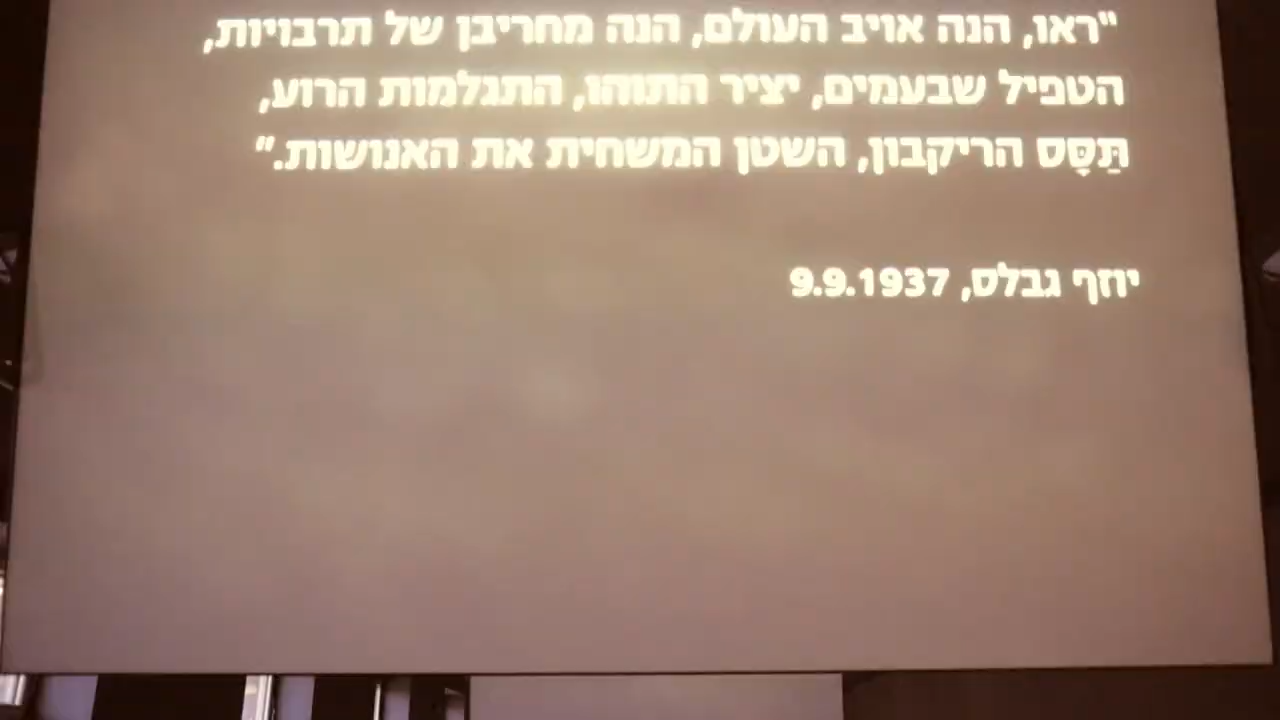 "ראו, הנה אויב העולם, הנה מחריבן של תרבויות,
הטפיל שבעמים, יציר התוהו, התגלמות הרוע,
תַּסָּס הריקבון, השטן המשחית את האנושות."
יוזף גבלס, 9.9.1937